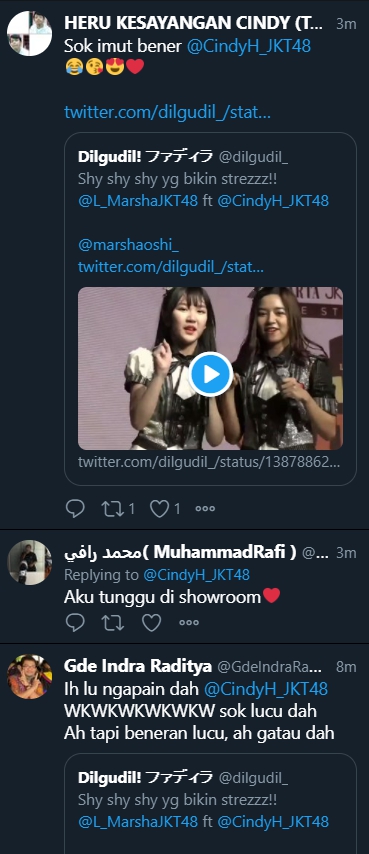 HERU KESAYANGAN CINDY (T... 3m
Sok imut bener @CindyH_JKT48
😂😘😍❤️
twitter.com/dilgudil_/stat...
Dilgudil! ファディラ @dilgudil_
Shy shy shy yg bikin strezzz!!
@L_MarshaJKT48 ft @CindyH_JKT48
@marshaoshi_
twitter.com/dilgudil_/stat...
twitter.com/dilgudil_/status/13878862...
1 1
محمد رافي( MuhammadRafi ) @... 3m
Replying to @CindyH_JKT48
Aku tunggu di showroom❤️
Gde Indra Raditya @GdeIndraRa... 8m
Ih lu ngapain dah @CindyH_JKT48
WKWKWKWKWKW sok lucu dah
Ah tapi beneran lucu, ah gatau dah
Dilgudil! ファディラ @dilgudil_
Shy shy shy yg bikin strezzz!!
@L_MarshaJKT48 ft @CindyH_JKT48